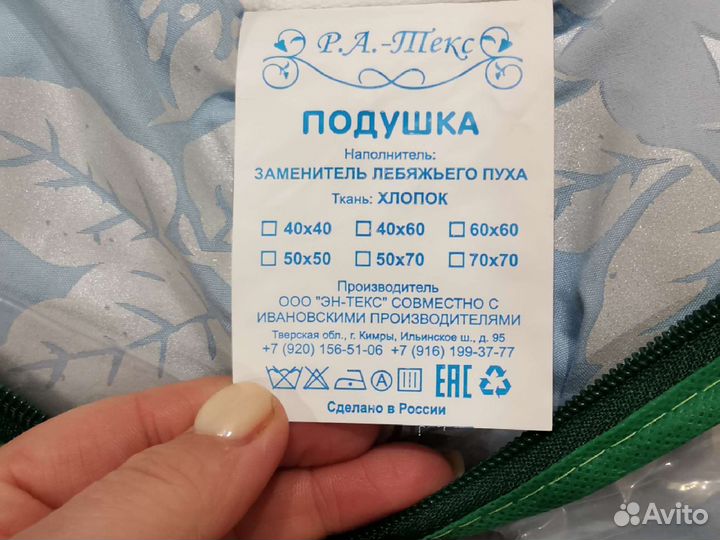 Р.А.-Текс
ПОДУШКА
Наполнитель:
ЗАМЕНИТЕЛЬ ЛЕБЯЖЬЕГО ПУХА
Ткань: ХЛОПОК
40х40 40х60 60х60
50х50 50х70 70х70
Производитель
ООО "ЭН-ТЕКС" СОВМЕСТНО С
ИВАНОВСКИМИ ПРОИЗВОДИТЕЛЯМИ
Тверская обл., г. Кимры, Ильинское ш., д. 95
+7 (920) 156-51-06 +7 (916) 199-37-77
A EAC
Сделано в России
Avito